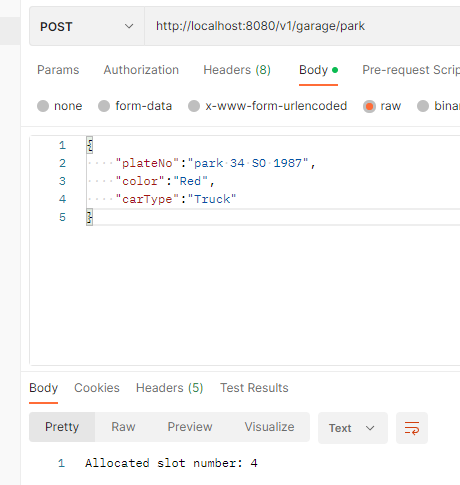 POST http://localhost:8080/v1/garage/park
Params Authorization Headers (8) Body Pre-request Scrip
none form-data x-www-form-urlencoded raw binar
1 {
2 "plateNo":"park 34 SO 1987",
3 "color":"Red",
4 "carType":"Truck"
5 }
Body Cookies Headers (5) Test Results
Pretty Raw Preview Visualize Text
1 Allocated slot number: 4